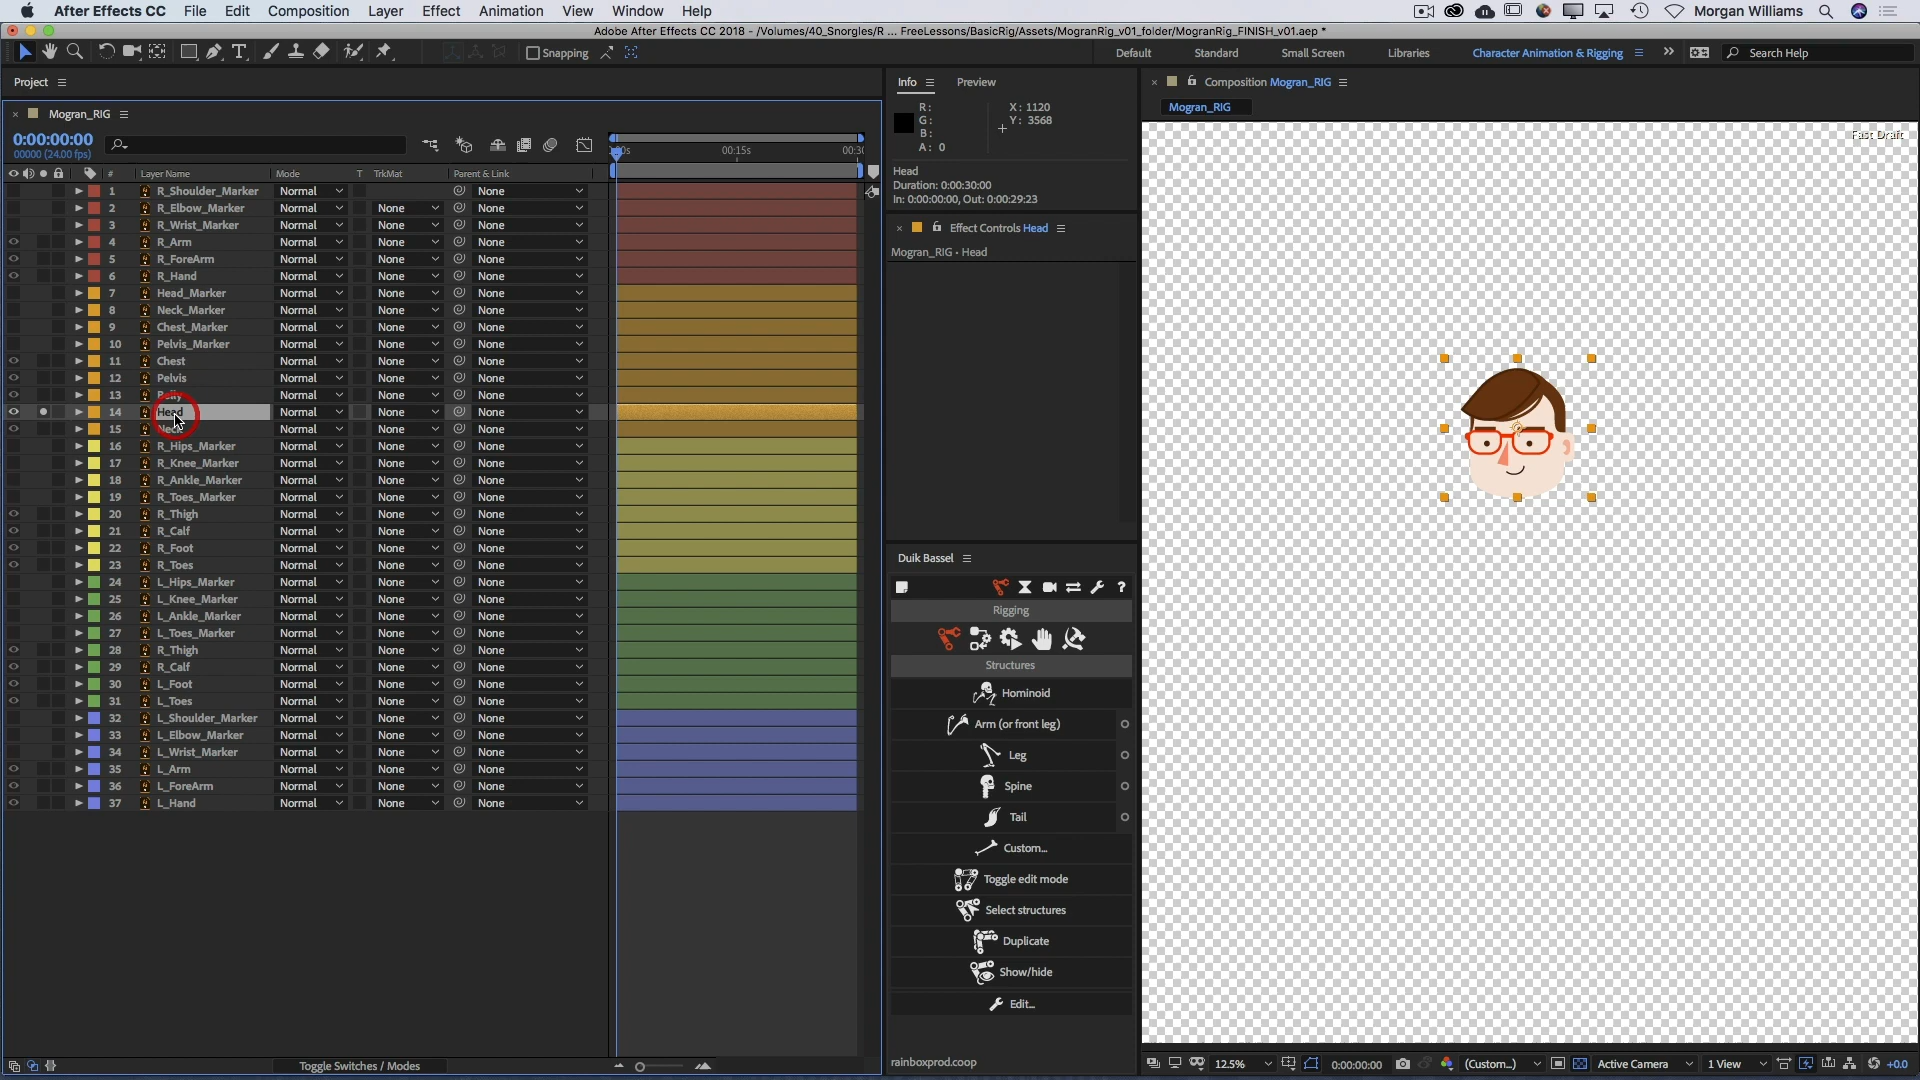 After Effects CC File Edit Composition Layer Effect Animation View Window Help Morgan Williams
Adobe After Effects CC 2018 - /Volumes/40_Snorgles/R ... FreeLessons/BasicRig/Assets/MogranRig_v01_folder/MogranRig_FINISH_v01.aep *
Snapping Default Standard Small Screen Libraries Character Animation & Rigging Search Help
Project
Mogran_RIG
0:00:00:00
00000 (24.00 fps)
00:15s
# Layer Name Mode T TrkMat Parent & Link
1 R_Shoulder_Marker Normal None
2 R_Elbow_Marker Normal None None
3 R_Wrist_Marker Normal None None
4 R_Arm Normal None None
5 R_ForeArm Normal None None
6 R_Hand Normal None None
7 Head_Marker Normal None None
8 Neck_Marker Normal None None
9 Chest_Marker Normal None None
10 Pelvis_Marker Normal None None
11 Chest Normal None None
12 Pelvis Normal None None
13 Normal None None
14 Head Normal None None
15 Neck Normal None None
16 R_Hips_Marker Normal None None
17 R_Knee_Marker Normal None None
18 R_Ankle_Marker Normal None None
19 R_Toes_Marker Normal None None
20 R_Thigh Normal None None
21 R_Calf Normal None None
22 R_Foot Normal None None
23 R_Toes Normal None None
24 L_Hips_Marker Normal None None
25 L_Knee_Marker Normal None None
26 L_Ankle_Marker Normal None None
27 L_Toes_Marker Normal None None
28 R_Thigh Normal None None
29 R_Calf Normal None None
30 L_Foot Normal None None
31 L_Toes Normal None None
32 L_Shoulder_Marker Normal None None
33 L_Elbow_Marker Normal None None
34 L_Wrist_Marker Normal None None
35 L_Arm Normal None None
36 L_ForeArm Normal None None
37 L_Hand Normal None None
Toggle Switches / Modes
Info Preview
R: X: 1120
G: Y: 3568
B:
A: 0
Head
Duration: 0:00:30:00
In: 0:00:00:00, Out: 0:00:29:23
Effect Controls Head
Mogran_RIG • Head
Duik Bassel
?
Rigging
Structures
Hominoid
Arm (or front leg)
Leg
Spine
Tail
Custom...
Toggle edit mode
Select structures
Duplicate
Show/hide
Edit...
rainboxprod.coop
Composition Mogran_RIG
Mogran_RIG
Fast Draft
12.5% 0:00:00:00 (Custom...) Active Camera 1 View +0.0